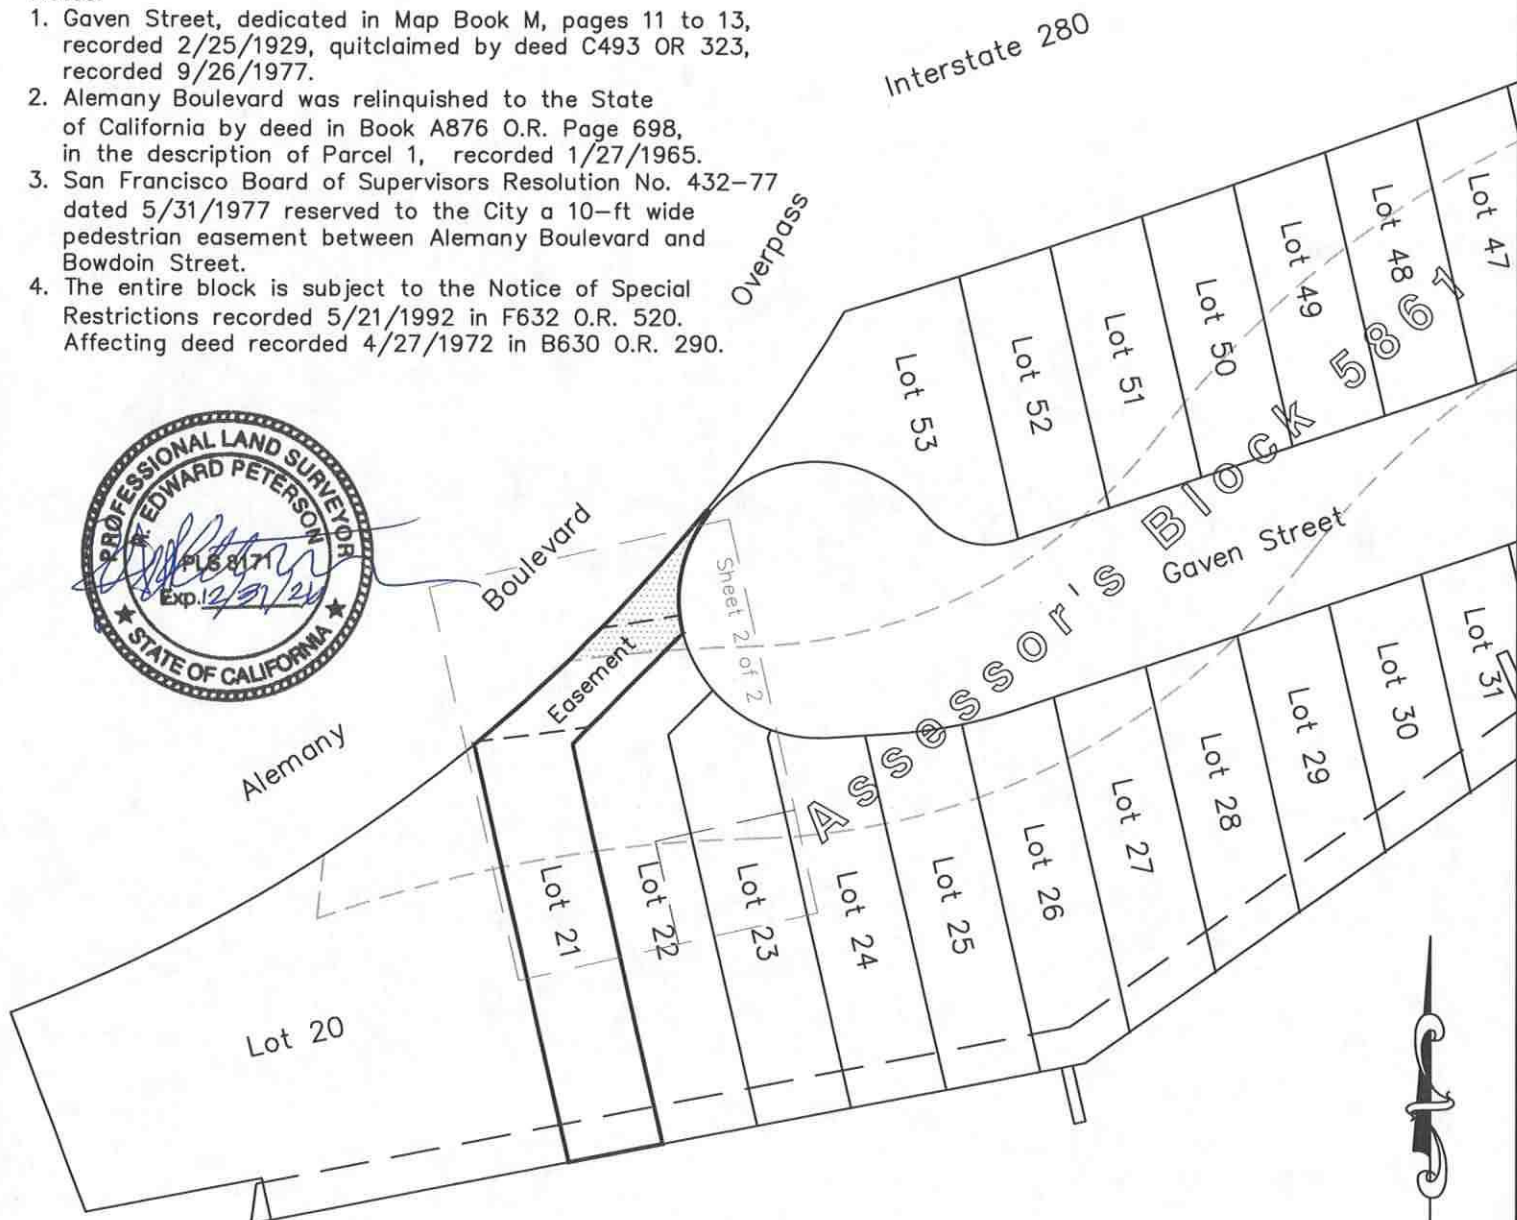 1. Gaven Street, dedicated in Map Book M, pages 11 to 13,
recorded 2/25/1929, quitclaimed by deed C493 OR 323,
recorded 9/26/1977.
2. Alemany Boulevard was relinquished to the State
of California by deed in Book A876 O.R. Page 698,
in the description of Parcel 1, recorded 1/27/1965.
3. San Francisco Board of Supervisors Resolution No. 432-77
dated 5/31/1977 reserved to the City a 10-ft wide
pedestrian easement between Alemany Boulevard and
Bowdoin Street.
4. The entire block is subject to the Notice of Special
Restrictions recorded 5/21/1992 in F632 O.R. 520.
Affecting deed recorded 4/27/1972 in B630 O.R. 290.
Interstate 280
Overpass
PROFESSIONAL LAND SURVEYOR
EDWARD PETERSON
PLS 8171
Exp.
STATE OF CALIFORNIA
Alemany
Boulevard
Easement
Sheet 2 of 2
Lot 53
Lot 52
Lot 51
Lot 50
Lot 49
Lot 48
Lot 47
Assessor's Block 5861
Gaven Street
Lot 20
Lot 21
Lot 22
Lot 23
Lot 24
Lot 25
Lot 26
Lot 27
Lot 28
Lot 29
Lot 30
Lot 31